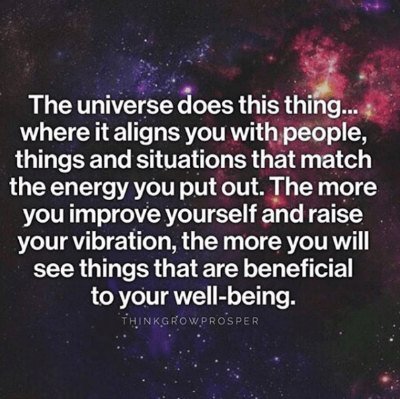 The universe does this thing...
where it aligns you with people,
things and situations that match
the energy you put out. The more
you improve yourself and raise
your vibration, the more you will
see things that are beneficial
to your well-being.
THINKGROWPROSPER